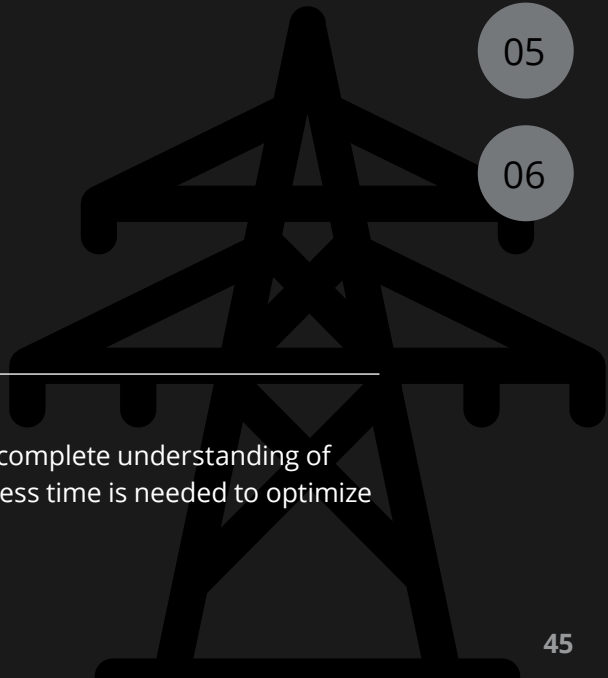 05
06
complete understanding of
ess time is needed to optimize
45